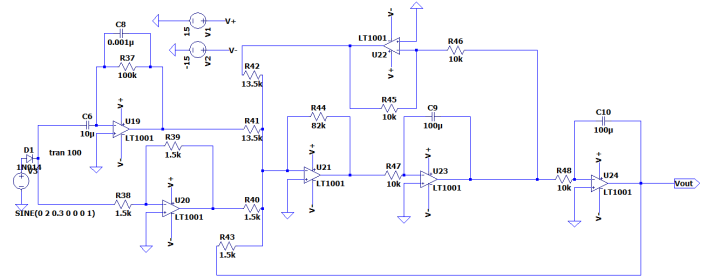 C8
0.001µ
R37
100k
15
V1
V+
-15
V2
V-
V-
LT1001
U22
V+
R46
10k
R42
13.5k
R45
10k
C6
10µ
V+
U19
LT1001
V-
R41
13.5k
R44
82k
C9
100µ
C10
100µ
D1
1N914
V3
tran 100
SINE(0 2 0.3 0 0 0 1)
R39
1.5k
R38
1.5k
V+
U20
LT1001
V-
R40
1.5k
R43
1.5k
V+
U21
LT1001
V-
R47
10k
V+
U23
LT1001
V-
R48
10k
V+
U24
LT1001
V-
Vout